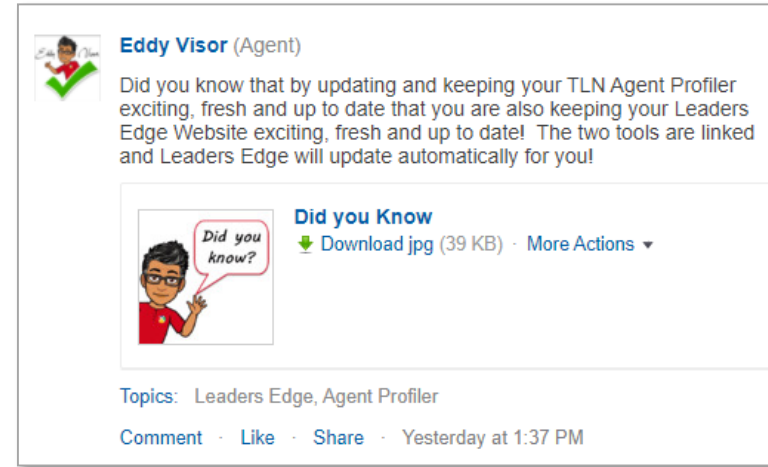 Eddy Visor (Agent)
Did you know that by updating and keeping your TLN Agent Profiler
exciting, fresh and up to date that you are also keeping your Leaders
Edge Website exciting, fresh and up to date!  The two tools are linked
and Leaders Edge will update automatically for you!
Did you Know
Download jpg (39 KB) · More Actions
Did you
know?
Topics: Leaders Edge, Agent Profiler
Comment · Like · Share · Yesterday at 1:37 PM